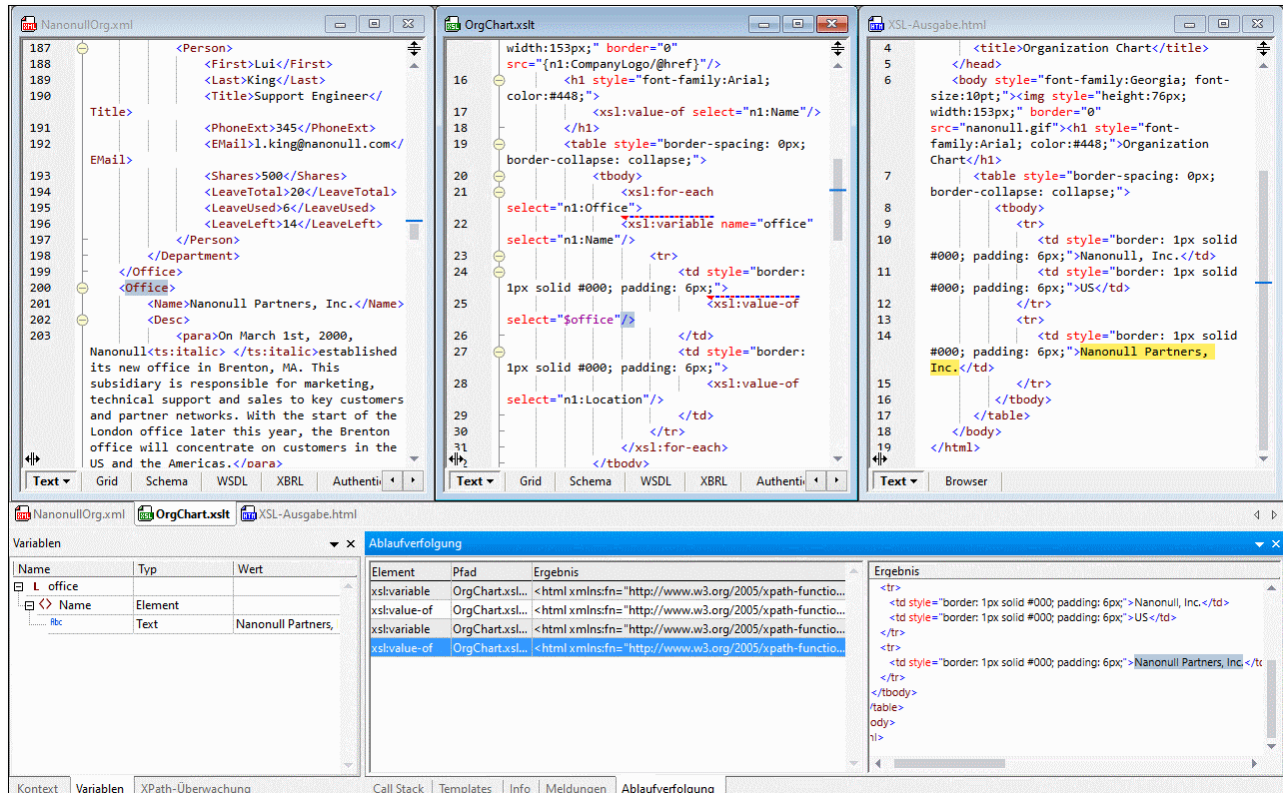 NanonullOrg.xml
187 <Person>
188 <First>Lui</First>
189 <Last>King</Last>
190 <Title>Support Engineer</
Title>
191 <PhoneExt>345</PhoneExt>
192 <EMail>l.king@nanonull.com</
EMail>
193 <Shares>500</Shares>
194 <LeaveTotal>20</LeaveTotal>
195 <LeaveUsed>6</LeaveUsed>
196 <LeaveLeft>14</LeaveLeft>
197 </Person>
198 </Department>
199 </Office>
200 <Office>
201 <Name>Nanonull Partners, Inc.</Name>
202 <Desc>
203 <para>On March 1st, 2000,
Nanonull<ts:italic> </ts:italic>established
its new office in Brenton, MA. This
subsidiary is responsible for marketing,
technical support and sales to key customers
and partner networks. With the start of the
London office later this year, the Brenton
office will concentrate on customers in the
US and the Americas.</para>
Text Grid Schema WSDL XBRL Authenti
OrgChart.xslt
width:153px;" border="0"
src="{n1:CompanyLogo/@href}"/>
16 <h1 style="font-family:Arial;
color:#448;">
17 <xsl:value-of select="n1:Name"/>
18 </h1>
19 <table style="border-spacing: 0px;
border-collapse: collapse;">
20 <tbody>
21 <xsl:for-each
select="n1:Office">
22 <xsl:variable name="office"
select="n1:Name"/>
23 <tr>
24 <td style="border:
1px solid #000; padding: 6px;">
25 <xsl:value-of
select="$office"/>
26 </td>
27 <td style="border:
1px solid #000; padding: 6px;">
28 <xsl:value-of
select="n1:Location"/>
29 </td>
30 </tr>
31 </xsl:for-each>
</tbody>
Text Grid Schema WSDL XBRL Authenti
XSL-Ausgabe.html
4 <title>Organization Chart</title>
5 </head>
6 <body style="font-family:Georgia; font-
size:10pt;"><img style="height:76px;
width:153px;" border="0"
src="nanonull.gif"><h1 style="font-
family:Arial; color:#448;">Organization
Chart</h1>
7 <table style="border-spacing: 0px;
border-collapse: collapse;">
8 <tbody>
9 <tr>
10 <td style="border: 1px solid
#000; padding: 6px;">Nanonull, Inc.</td>
11 <td style="border: 1px solid
#000; padding: 6px;">US</td>
12 </tr>
13 <tr>
14 <td style="border: 1px solid
#000; padding: 6px;">Nanonull Partners,
Inc.</td>
15 </tr>
16 </tbody>
17 </table>
18 </body>
19 </html>
Text Browser
NanonullOrg.xml OrgChart.xslt XSL-Ausgabe.html
Variablen
Name Typ Wert
L office
<> Name Element
Abc Text Nanonull Partners,
Kontext Variablen XPath-Überwachung
Ablaufverfolgung
Element Pfad Ergebnis
xsl:variable OrgChart.xsl... <html xmlns:fn="http://www.w3.org/2005/xpath-functio...
xsl:value-of OrgChart.xsl... <html xmlns:fn="http://www.w3.org/2005/xpath-functio...
xsl:variable OrgChart.xsl... <html xmlns:fn="http://www.w3.org/2005/xpath-functio...
xsl:value-of OrgChart.xsl... <html xmlns:fn="http://www.w3.org/2005/xpath-functio...
Ergebnis
<tr>
<td style="border: 1px solid #000; padding: 6px;">Nanonull, Inc.</td>
<td style="border: 1px solid #000; padding: 6px;">US</td>
</tr>
<tr>
<td style="border: 1px solid #000; padding: 6px;">Nanonull Partners, Inc.</tc
</tr>
</tbody>
/table>
ody>
nl>
Call Stack Templates Info Meldungen Ablaufverfolgung